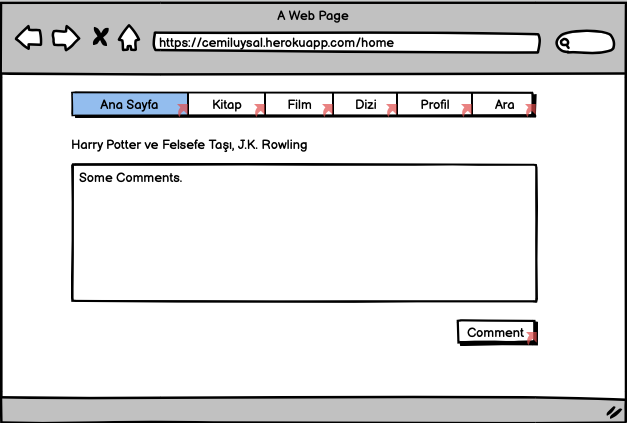 A Web Page
https://cemiluysal.herokuapp.com/home
Ana Sayfa Kitap Film Dizi Profil Ara
Harry Potter ve Felsefe Taşı, J.K. Rowling
Some Comments.
Comment